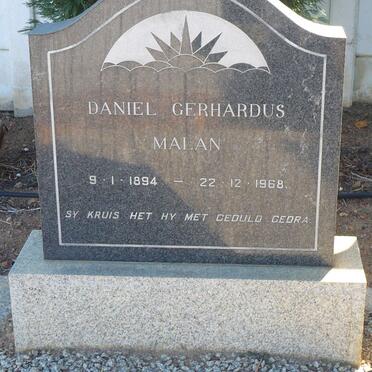 DANIEL GERHARDUS
MALAN
9·1·1894 — 22·12·1968.
SY KRUIS HET HY MET GEDULD GEDRA